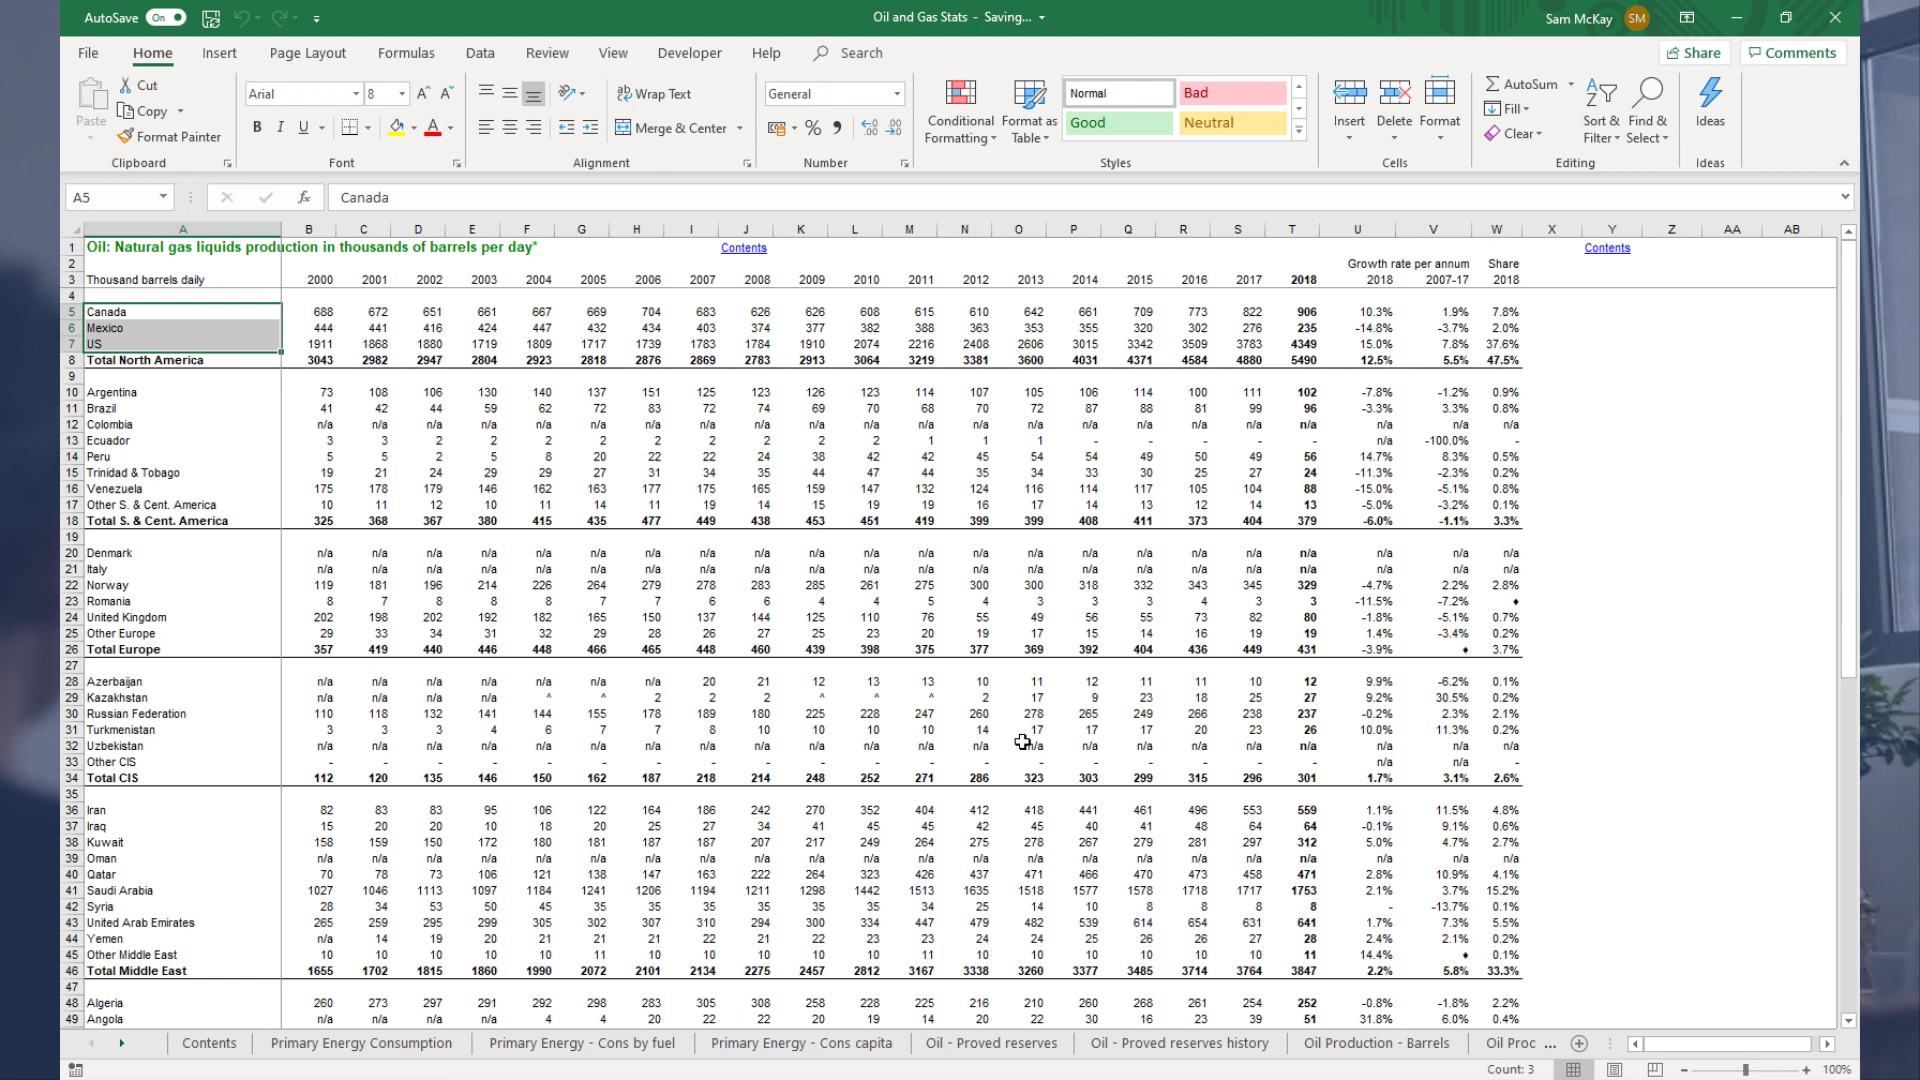 AutoSave On Oil and Gas Stats - Saving... Sam McKay SM
File Home Insert Page Layout Formulas Data Review View Developer Help Search Share Comments
Paste Cut Copy Format Painter Clipboard
Arial 8 A A B I U A Font
ab Wrap Text Merge & Center Alignment
General % Number
Conditional Formatting Format as Table Normal Bad Good Neutral Styles
Insert Delete Format Cells
AutoSum Fill Clear Sort & Filter Find & Select Editing
Ideas Ideas
A5 fx Canada
A B C D E F G H I J K L M N O P Q R S T U V W X Y Z AA AB
1 Oil: Natural gas liquids production in thousands of barrels per day* Contents Contents
2 Growth rate per annum Share
3 Thousand barrels daily 2000 2001 2002 2003 2004 2005 2006 2007 2008 2009 2010 2011 2012 2013 2014 2015 2016 2017 2018 2018 2007-17 2018
4
5 Canada 688 672 651 661 667 669 704 683 626 626 608 615 610 642 661 709 773 822 906 10.3% 1.9% 7.8%
6 Mexico 444 441 416 424 447 432 434 403 374 377 382 388 363 353 355 320 302 276 235 -14.8% -3.7% 2.0%
7 US 1911 1868 1880 1719 1809 1717 1739 1783 1784 1910 2074 2216 2408 2606 3015 3342 3509 3783 4349 15.0% 7.8% 37.6%
8 Total North America 3043 2982 2947 2804 2923 2818 2876 2869 2783 2913 3064 3219 3381 3600 4031 4371 4584 4880 5490 12.5% 5.5% 47.5%
9
10 Argentina 73 108 106 130 140 137 151 125 123 126 123 114 107 105 106 114 100 111 102 -7.8% -1.2% 0.9%
11 Brazil 41 42 44 59 62 72 83 72 74 69 70 68 70 72 87 88 81 99 96 -3.3% 3.3% 0.8%
12 Colombia n/a n/a n/a n/a n/a n/a n/a n/a n/a n/a n/a n/a n/a n/a n/a n/a n/a n/a n/a n/a n/a n/a
13 Ecuador 3 3 2 2 2 2 2 2 2 2 2 1 1 1 - - - - - n/a -100.0% -
14 Peru 5 5 2 5 8 20 22 22 24 38 42 42 45 54 54 49 50 49 56 14.7% 8.3% 0.5%
15 Trinidad & Tobago 19 21 24 29 29 27 31 34 35 44 47 44 35 34 33 30 25 27 24 -11.3% -2.3% 0.2%
16 Venezuela 175 178 179 146 162 163 177 175 165 159 147 132 124 116 114 117 105 104 88 -15.0% -5.1% 0.8%
17 Other S. & Cent. America 10 11 12 10 11 14 11 19 14 15 19 19 16 17 14 13 12 14 13 -5.0% -3.2% 0.1%
18 Total S. & Cent. America 325 368 367 380 415 435 477 449 438 453 451 419 399 399 408 411 373 404 379 -6.0% -1.1% 3.3%
19
20 Denmark n/a n/a n/a n/a n/a n/a n/a n/a n/a n/a n/a n/a n/a n/a n/a n/a n/a n/a n/a n/a n/a n/a
21 Italy n/a n/a n/a n/a n/a n/a n/a n/a n/a n/a n/a n/a n/a n/a n/a n/a n/a n/a n/a n/a n/a n/a
22 Norway 119 181 196 214 226 264 279 278 283 285 261 275 300 300 318 332 343 345 329 -4.7% 2.2% 2.8%
23 Romania 8 7 8 8 8 7 7 6 6 4 4 5 4 3 3 3 4 3 3 -11.5% -7.2% ♦
24 United Kingdom 202 198 202 192 182 165 150 137 144 125 110 76 55 49 56 55 73 82 80 -1.8% -5.1% 0.7%
25 Other Europe 29 33 34 31 32 29 28 26 27 25 23 20 19 17 15 14 16 19 19 1.4% -3.4% 0.2%
26 Total Europe 357 419 440 446 448 466 465 448 460 439 398 375 377 369 392 404 436 449 431 -3.9% ♦ 3.7%
27
28 Azerbaijan n/a n/a n/a n/a n/a n/a n/a 20 21 12 13 13 10 11 12 11 11 10 12 9.9% -6.2% 0.1%
29 Kazakhstan n/a n/a n/a n/a ^ ^ 2 2 2 ^ ^ ^ 2 17 9 23 18 25 27 9.2% 30.5% 0.2%
30 Russian Federation 110 118 132 141 144 155 178 189 180 225 228 247 260 278 265 249 266 238 237 -0.2% 2.3% 2.1%
31 Turkmenistan 3 3 3 4 6 7 7 8 10 10 10 10 14 17 17 17 20 23 26 10.0% 11.3% 0.2%
32 Uzbekistan n/a n/a n/a n/a n/a n/a n/a n/a n/a n/a n/a n/a n/a n/a n/a n/a n/a n/a n/a n/a n/a n/a
33 Other CIS - - - - - - - - - - - - - - - - - - - n/a n/a -
34 Total CIS 112 120 135 146 150 162 187 218 214 248 252 271 286 323 303 299 315 296 301 1.7% 3.1% 2.6%
35
36 Iran 82 83 83 95 106 122 164 186 242 270 352 404 412 418 441 461 496 553 559 1.1% 11.5% 4.8%
37 Iraq 15 20 20 10 18 20 25 27 34 41 45 45 42 45 40 41 48 64 64 -0.1% 9.1% 0.6%
38 Kuwait 158 159 150 172 180 181 187 187 207 217 249 264 275 278 267 279 281 297 312 5.0% 4.7% 2.7%
39 Oman n/a n/a n/a n/a n/a n/a n/a n/a n/a n/a n/a n/a n/a n/a n/a n/a n/a n/a n/a n/a n/a n/a
40 Qatar 70 78 73 106 121 138 147 163 222 264 323 426 437 471 466 470 473 458 471 2.8% 10.9% 4.1%
41 Saudi Arabia 1027 1046 1113 1097 1184 1241 1206 1194 1211 1298 1442 1513 1635 1518 1577 1578 1718 1717 1753 2.1% 3.7% 15.2%
42 Syria 28 34 53 50 45 35 35 35 35 35 35 34 25 14 10 8 8 8 8 - -13.7% 0.1%
43 United Arab Emirates 265 259 295 299 305 302 307 310 294 300 334 447 479 482 539 614 654 631 641 1.7% 7.3% 5.5%
44 Yemen n/a 14 19 20 21 21 21 22 21 22 23 23 24 24 25 26 26 27 28 2.4% 2.1% 0.2%
45 Other Middle East 10 10 10 10 10 11 10 10 10 10 10 11 10 10 10 10 10 10 11 14.4% ♦ 0.1%
46 Total Middle East 1655 1702 1815 1860 1990 2072 2101 2134 2275 2457 2812 3167 3338 3260 3377 3485 3714 3764 3847 2.2% 5.8% 33.3%
47
48 Algeria 260 273 297 291 292 298 283 305 308 258 228 225 216 210 260 268 261 254 252 -0.8% -1.8% 2.2%
49 Angola n/a n/a n/a n/a 4 4 20 22 22 20 19 14 20 22 30 16 23 39 51 31.8% 6.0% 0.4%
Contents Primary Energy Consumption Primary Energy - Cons by fuel Primary Energy - Cons capita Oil - Proved reserves Oil - Proved reserves history Oil Production - Barrels Oil Proc ...
Count: 3 100%